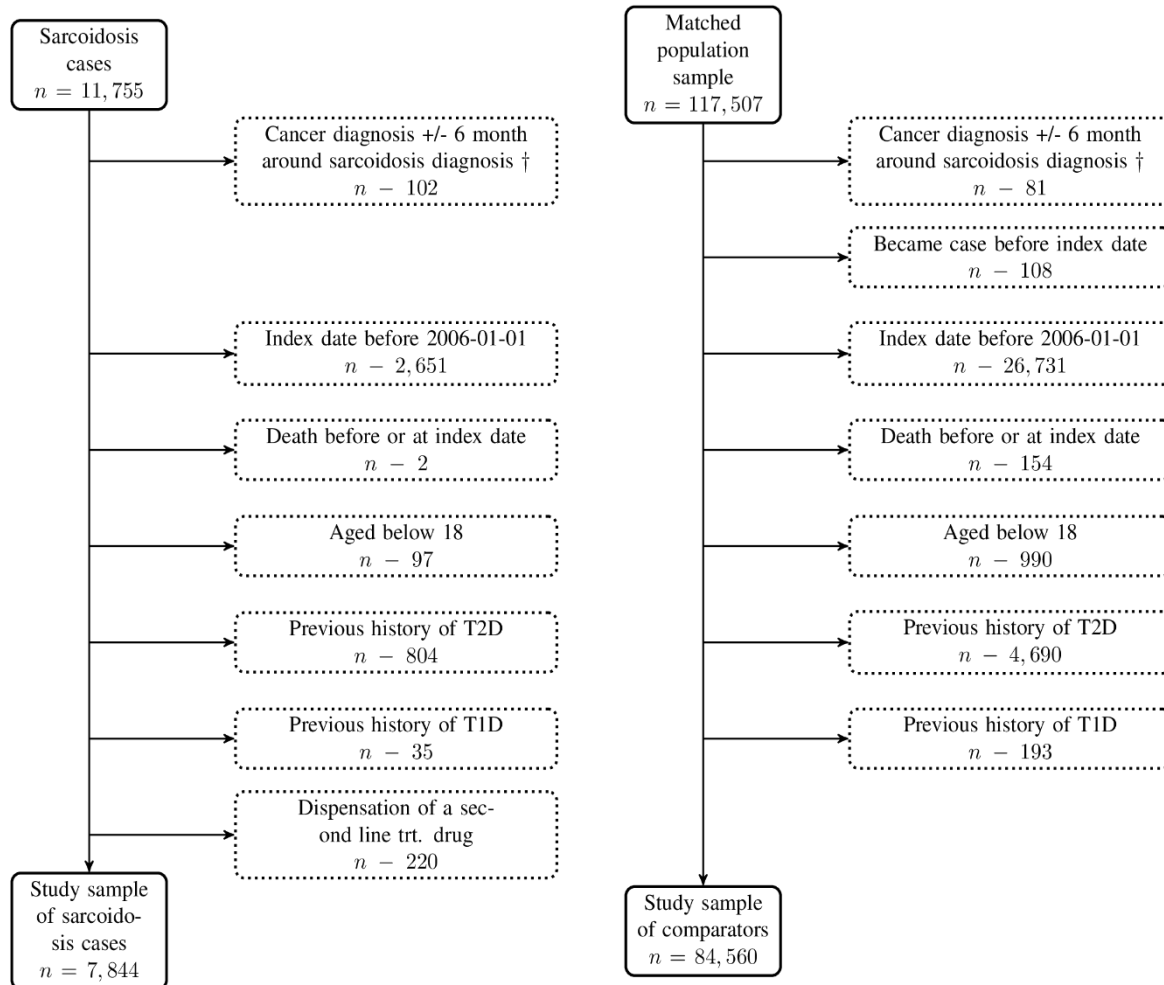 Sarcoidosis
cases
n = 11,755
Cancer diagnosis +/- 6 month
around sarcoidosis diagnosis †
n − 102
Index date before 2006-01-01
n − 2,651
Death before or at index date
n − 2
Aged below 18
n − 97
Previous history of T2D
n − 804
Previous history of T1D
n − 35
Dispensation of a sec-
ond line trt. drug
n − 220
Study sample
of sarcoido-
sis cases
n = 7,844
Matched
population
sample
n = 117,507
Cancer diagnosis +/- 6 month
around sarcoidosis diagnosis †
n − 81
Became case before index date
n − 108
Index date before 2006-01-01
n − 26,731
Death before or at index date
n − 154
Aged below 18
n − 990
Previous history of T2D
n − 4,690
Previous history of T1D
n − 193
Study sample
of comparators
n = 84,560